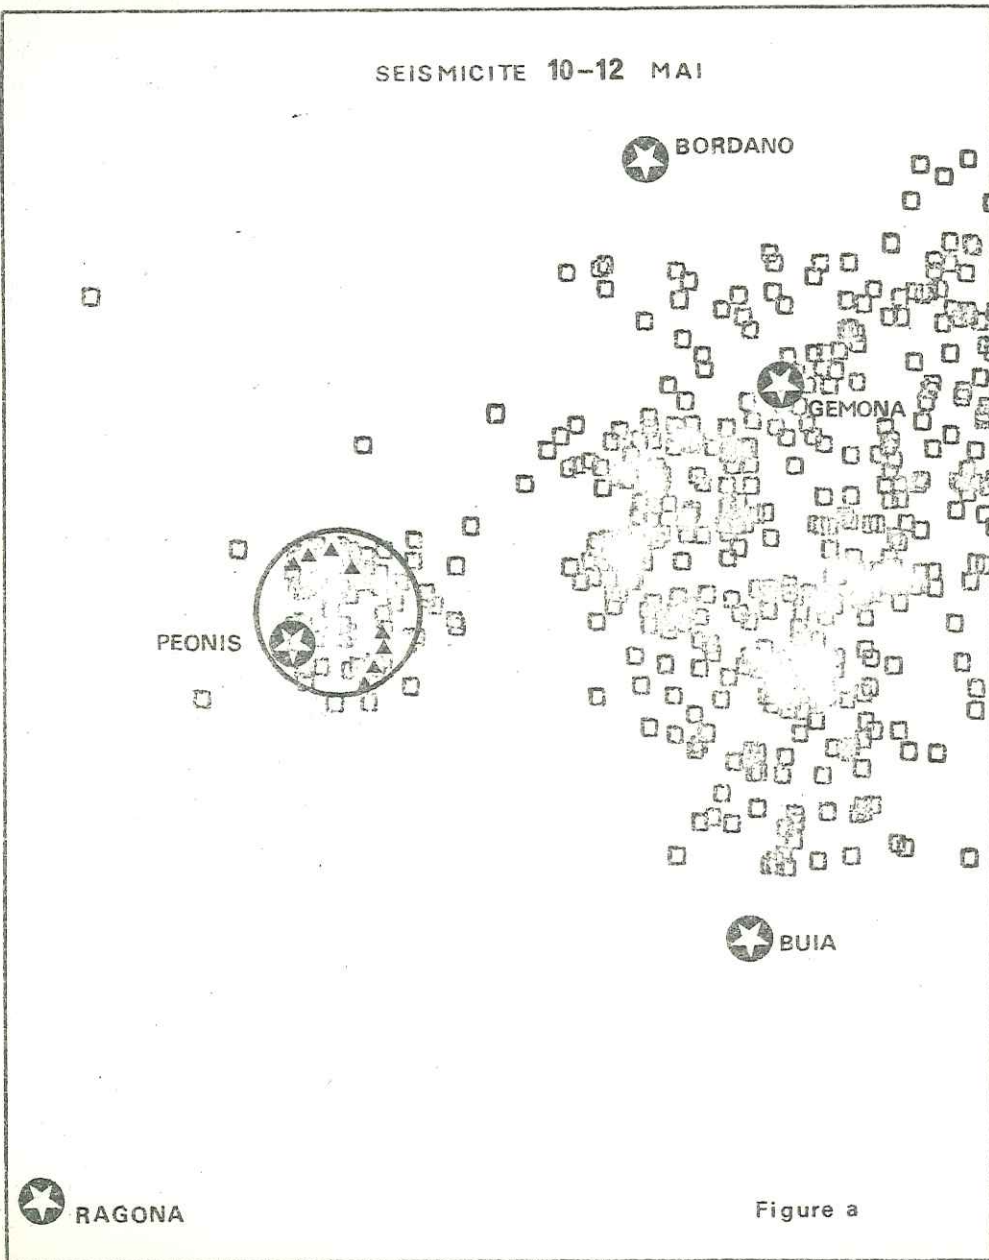 SEISMICITE 10-12 MAI
BORDANO
GEMONA
PEONIS
BUIA
RAGONA
Figure a